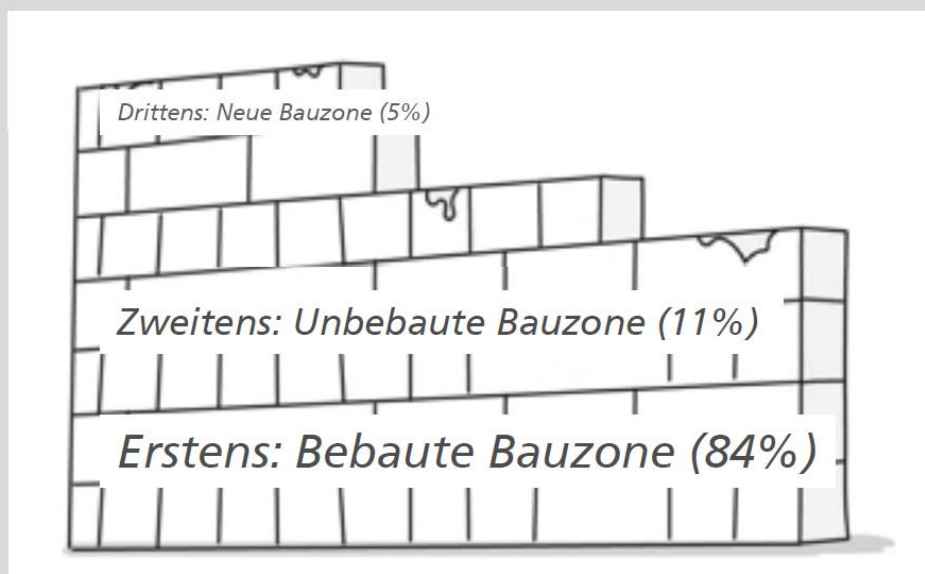 Drittens: Neue Bauzone (5%)
Zweitens: Unbebaute Bauzone (11%)
Erstens: Bebaute Bauzone (84%)